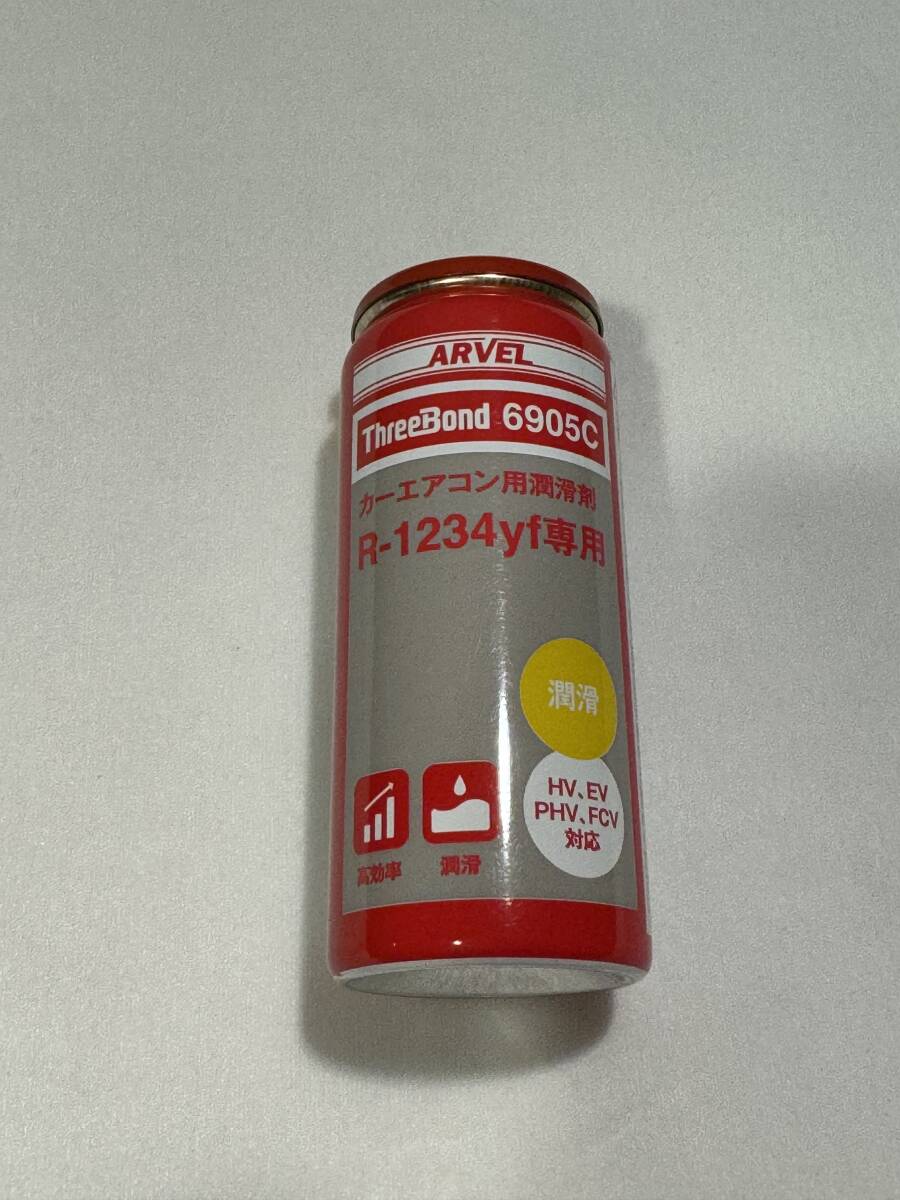 ARVEL
ThreeBond 6905C
カーエアコン用潤滑剤
R-1234yf専用
潤滑
HV、EV
PHV、FCV
対応
高効率
潤滑